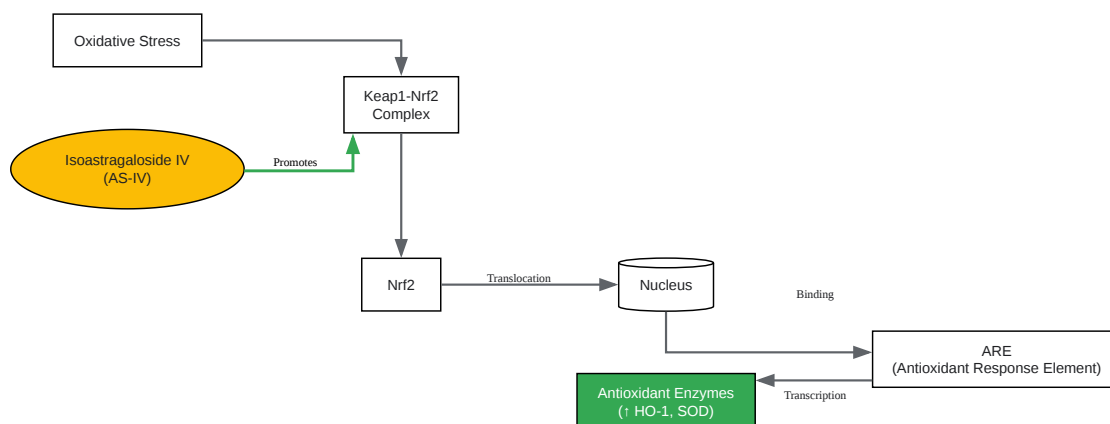 Oxidative Stress
Keap1-Nrf2
Complex
Isoastragaloside IV
(AS-IV)
Promotes
Nrf2
Translocation
Nucleus
Binding
ARE
(Antioxidant Response Element)
Transcription
Antioxidant Enzymes
(↑ HO-1, SOD)